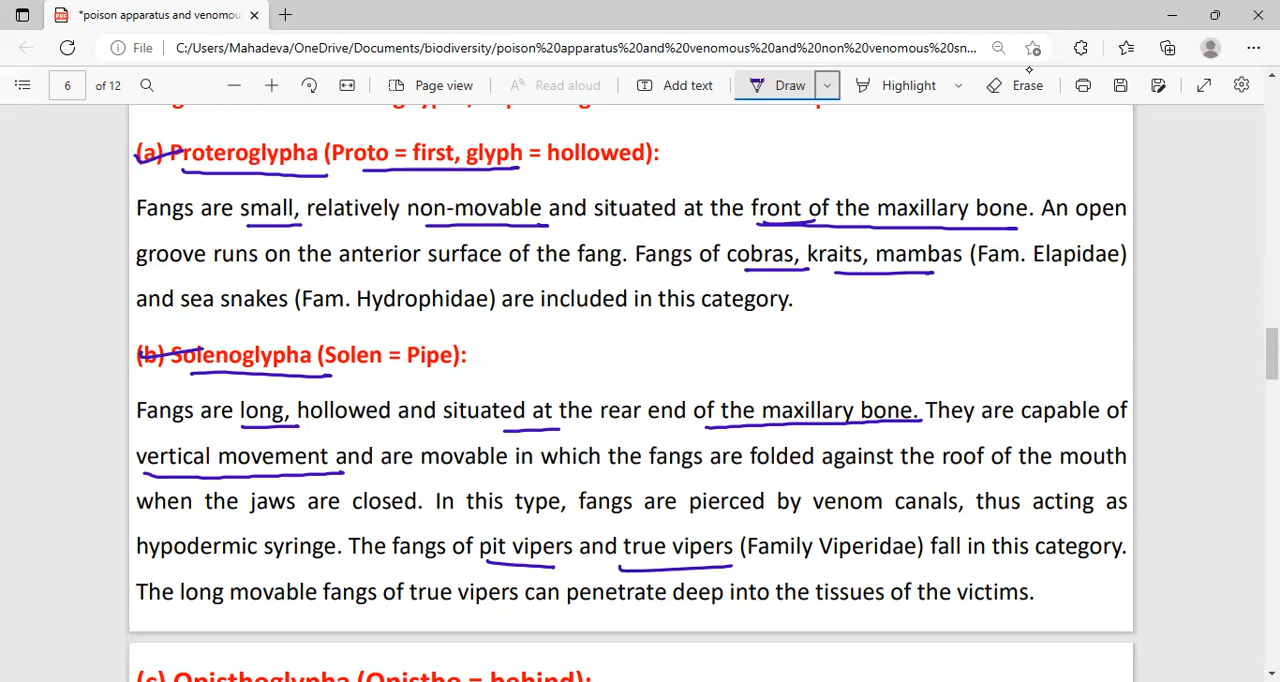 *poison apparatus and venomou
File C:/Users/Mahadeva/OneDrive/Documents/biodiversity/poison%20apparatus%20and%20venomous%20and%20non%20venomous%20sn...
6 of 12 Page view Read aloud Add text Draw Highlight Erase
(a) Proteroglypha (Proto = first, glyph = hollowed):
Fangs are small, relatively non-movable and situated at the front of the maxillary bone. An open
groove runs on the anterior surface of the fang. Fangs of cobras, kraits, mambas (Fam. Elapidae)
and sea snakes (Fam. Hydrophidae) are included in this category.
(b) Solenoglypha (Solen = Pipe):
Fangs are long, hollowed and situated at the rear end of the maxillary bone. They are capable of
vertical movement and are movable in which the fangs are folded against the roof of the mouth
when the jaws are closed. In this type, fangs are pierced by venom canals, thus acting as
hypodermic syringe. The fangs of pit vipers and true vipers (Family Viperidae) fall in this category.
The long movable fangs of true vipers can penetrate deep into the tissues of the victims.
(c) Opisthoglypha (Opistho = behind):